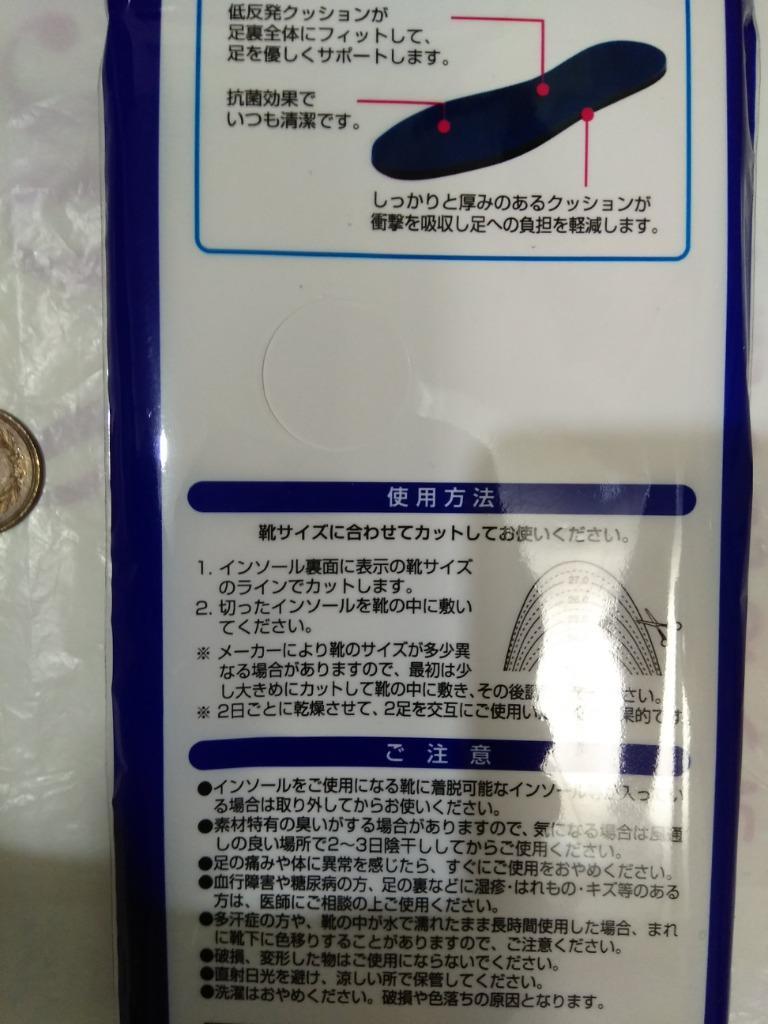 低反発クッションが
足裏全体にフィットして、
足を優しくサポートします。
抗菌効果で
いつも清潔です。
しっかりと厚みのあるクッションが
衝撃を吸収し足への負担を軽減します。
使用方法
靴サイズに合わせてカットしてお使いください。
1. インソール裏面に表示の靴サイズ
のラインでカットします。
2. 切ったインソールを靴の中に敷い
てください。
27.0
26.0
※ メーカーにより靴のサイズが多少異
なる場合がありますので、最初は少
し大きめにカットして靴の中に敷き、その後 さい。
※ 2日ごとに乾燥させて、2足を交互にご使用い 果的です
ご注意
●インソールをご使用になる靴に着脱可能なインソール 入って い
る場合は取り外してからお使いください。
●素材特有の臭いがする場合がありますので、気になる場合は風通
しの良い場所で2〜3日陰干ししてからご使用ください。
●足の痛みや体に異常を感じたら、すぐにご使用をおやめください。
●血行障害や糖尿病の方、足の裏などに湿疹・はれもの・キズ等のある
方は、医師にご相談の上ご使用ください。
●多汗症の方や、靴の中が水で濡れたまま長時間使用した場合、まれ
に靴下に色移りすることがありますので、ご注意ください。
●破損、変形した物はご使用にならないでください。
●直射日光を避け、涼しい所で保管してください。
●洗濯はおやめください。破損や色落ちの原因となります。